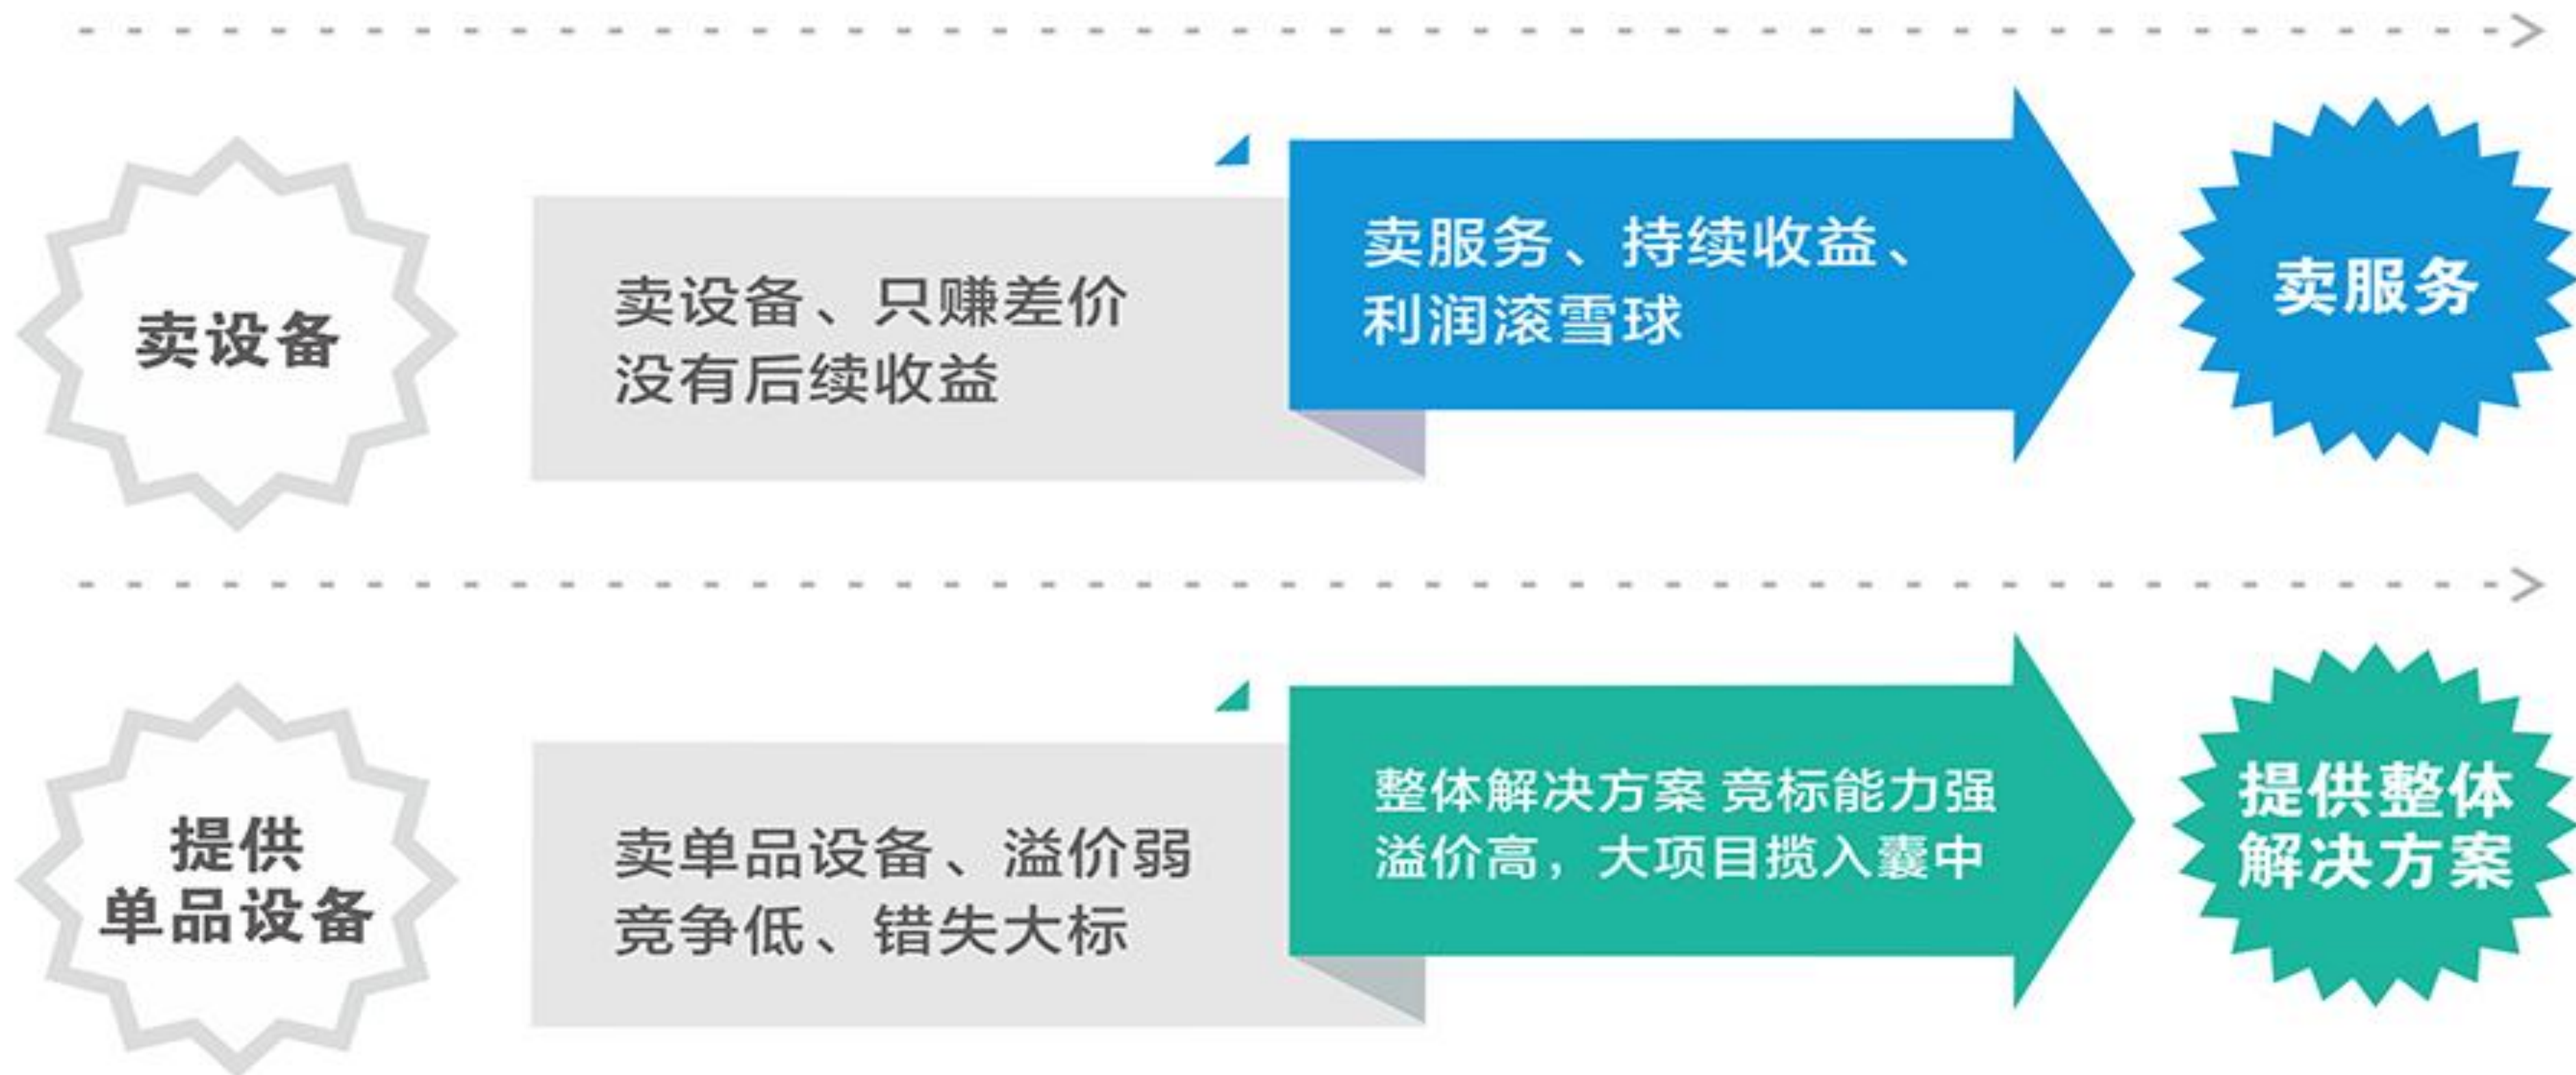 卖设备
卖设备、只赚差价
没有后续收益
卖服务、持续收益、
利润滚雪球
卖服务
提供
单品设备
卖单品设备、溢价弱
竞争低、错失大标
整体解决方案 竞标能力强
溢价高，大项目揽入囊中
提供整体
解决方案